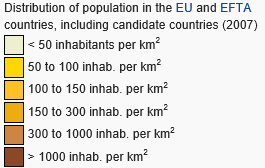 Distribution of population in the EU and EFTA
countries, including candidate countries (2007)
< 50 inhabitants per km²
50 to 100 inhab. per km²
100 to 150 inhab. per km²
150 to 300 inhab. per km²
300 to 1000 inhab. per km²
> 1000 inhab. per km²